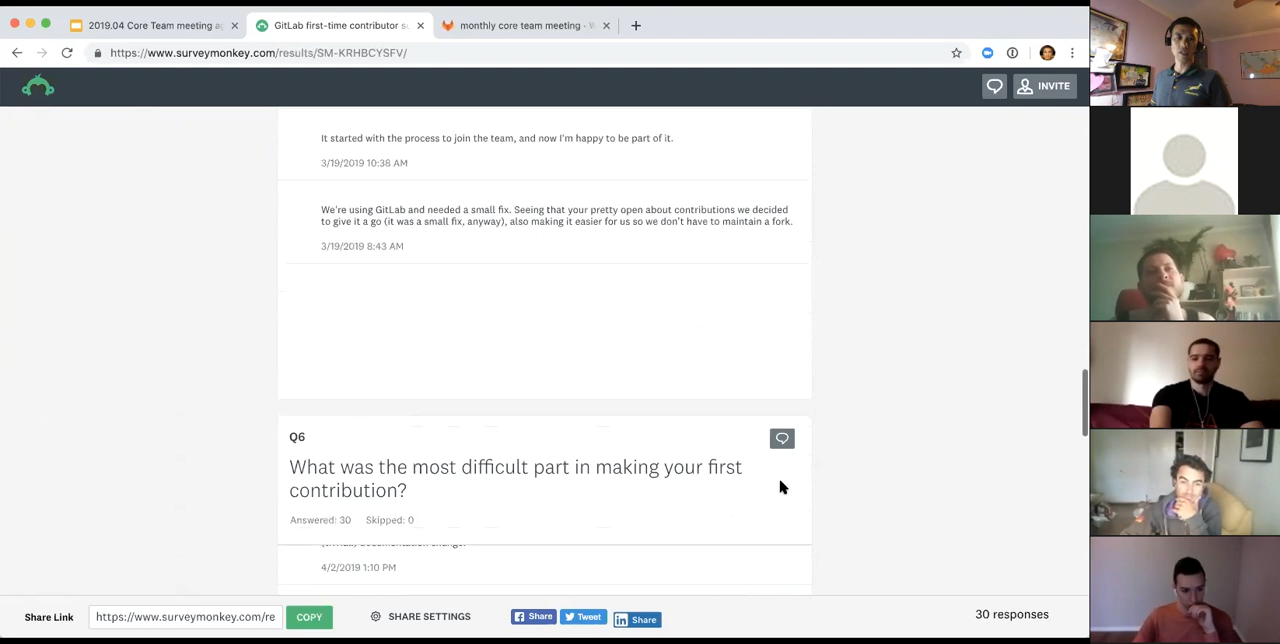 2019.04 Core Team meeting a
GitLab first-time contributor su
monthly core team meeting ·
https://www.surveymonkey.com/results/SM-KRHBCYSFV/
INVITE
It started with the process to join the team, and now I'm happy to be part of it.
3/19/2019 10:38 AM
We're using GitLab and needed a small fix. Seeing that your pretty open about contributions we decided
to give it a go (it was a small fix, anyway), also making it easier for us so we don't have to maintain a fork.
3/19/2019 8:43 AM
Q6
What was the most difficult part in making your first
contribution?
Answered: 30 Skipped: 0
documentation change.
4/2/2019 1:10 PM
Share Link
https://www.surveymonkey.com/re
COPY
SHARE SETTINGS
Share
Tweet
Share
30 responses